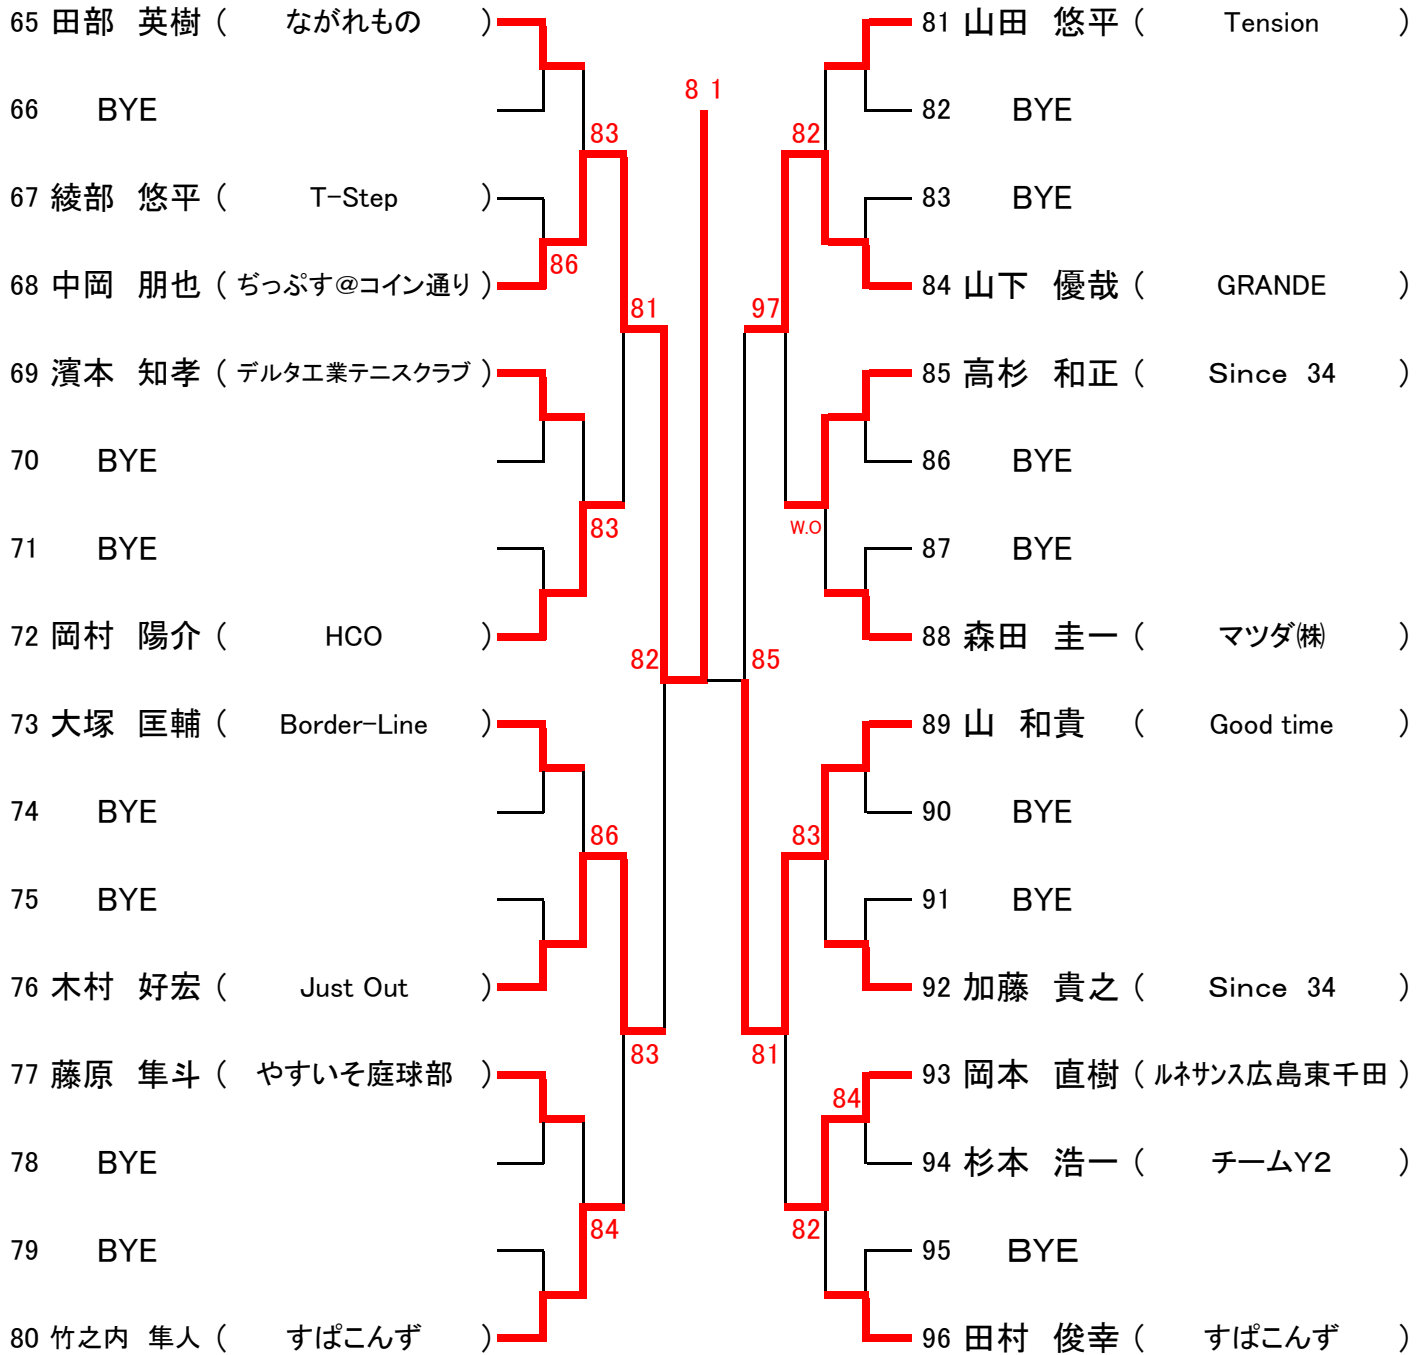 65 田部 英樹 ( ながれもの )
66 BYE
67 綾部 悠平 ( T-Step )
68 中岡 朋也 ( ぢっぷす@コイン通り )
69 濱本 知孝 ( デルタ工業テニスクラブ )
70 BYE
71 BYE
72 岡村 陽介 ( HCO )
73 大塚 匡輔 ( Border-Line )
74 BYE
75 BYE
76 木村 好宏 ( Just Out )
77 藤原 隼斗 ( やすいそ庭球部 )
78 BYE
79 BYE
80 竹之内 隼人 ( すぱこんず )
83
86
81
83
82
86
83
84
8 1
82
97
W.O
85
83
81
84
82
81 山田 悠平 ( Tension )
82 BYE
83 BYE
84 山下 優哉 ( GRANDE )
85 高杉 和正 ( Since 34 )
86 BYE
87 BYE
88 森田 圭一 ( マツダ㈱ )
89 山 和貴 ( Good time )
90 BYE
91 BYE
92 加藤 貴之 ( Since 34 )
93 岡本 直樹 ( ルネサンス広島東千田 )
94 杉本 浩一 ( チームY2 )
95 BYE
96 田村 俊幸 ( すぱこんず )